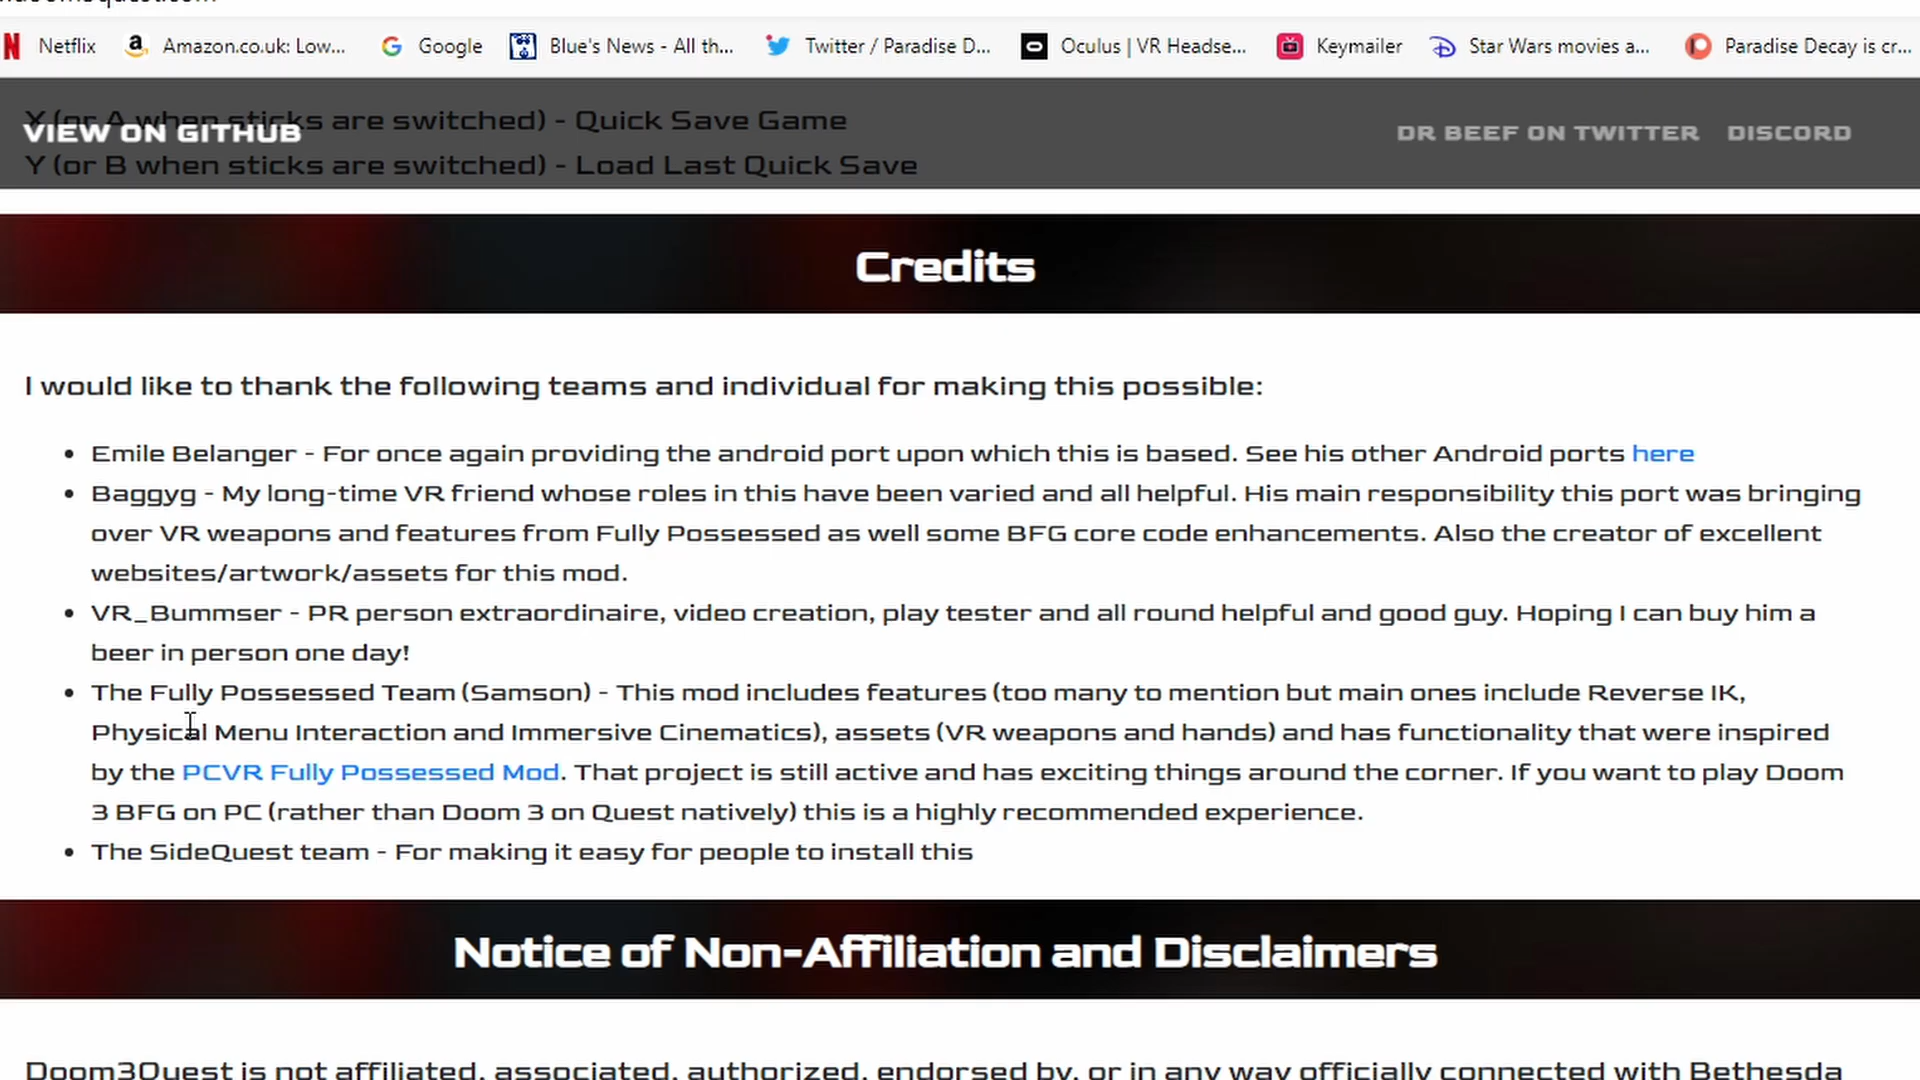 Netflix Amazon.co.uk: Low... Google Blue's News - All th... Twitter / Paradise D... Oculus | VR Headse... Keymailer Star Wars movies a... Paradise Decay is cr...
X (or A when sticks are switched) - Quick Save Game
VIEW ON GITHUB DR BEEF ON TWITTER DISCORD
Y (or B when sticks are switched) - Load Last Quick Save
Credits
I would like to thank the following teams and individual for making this possible:
• Emile Belanger - For once again providing the android port upon which this is based. See his other Android ports here
• Baggyg - My long-time VR friend whose roles in this have been varied and all helpful. His main responsibility this port was bringing
over VR weapons and features from Fully Possessed as well some BFG core code enhancements. Also the creator of excellent
websites/artwork/assets for this mod.
• VR_Bummser - PR person extraordinaire, video creation, play tester and all round helpful and good guy. Hoping I can buy him a
beer in person one day!
• The Fully Possessed Team (Samson) - This mod includes features (too many to mention but main ones include Reverse IK,
Physical Menu Interaction and Immersive Cinematics), assets (VR weapons and hands) and has functionality that were inspired
by the PCVR Fully Possessed Mod. That project is still active and has exciting things around the corner. If you want to play Doom
3 BFG on PC (rather than Doom 3 on Quest natively) this is a highly recommended experience.
• The SideQuest team - For making it easy for people to install this
Notice of Non-Affiliation and Disclaimers
Doom3Quest is not affiliated, associated, authorized, endorsed by, or in any way officially connected with Bethesda